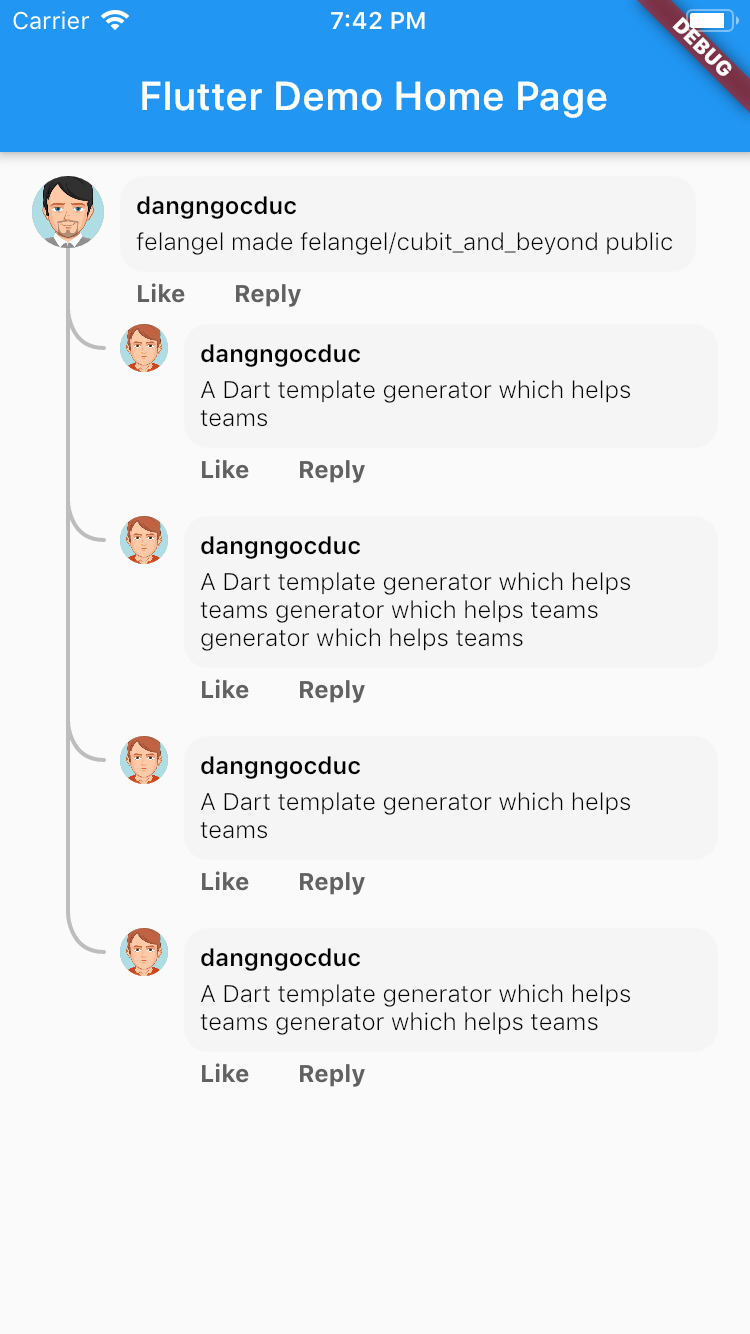 Carrier 7:42 PM
DEBUG
Flutter Demo Home Page
dangngocduc
felangel made felangel/cubit_and_beyond public
Like Reply
dangngocduc
A Dart template generator which helps
teams
Like Reply
dangngocduc
A Dart template generator which helps
teams generator which helps teams
generator which helps teams
Like Reply
dangngocduc
A Dart template generator which helps
teams
Like Reply
dangngocduc
A Dart template generator which helps
teams generator which helps teams
Like Reply